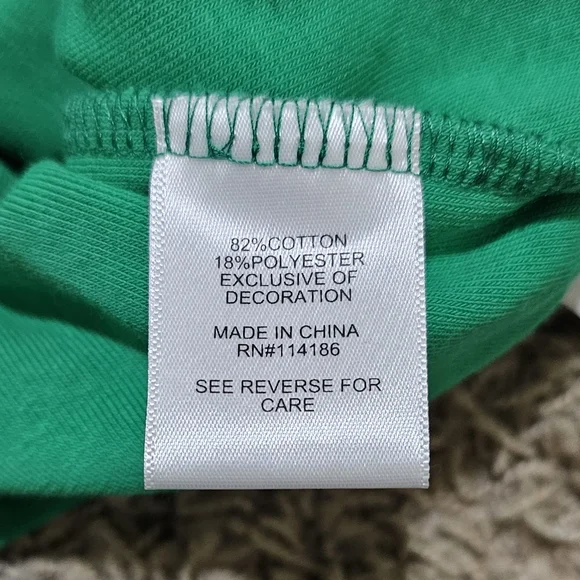 82%COTTON
18%POLYESTER
EXCLUSIVE OF
DECORATION
MADE IN CHINA
RN#114186
SEE REVERSE FOR
CARE